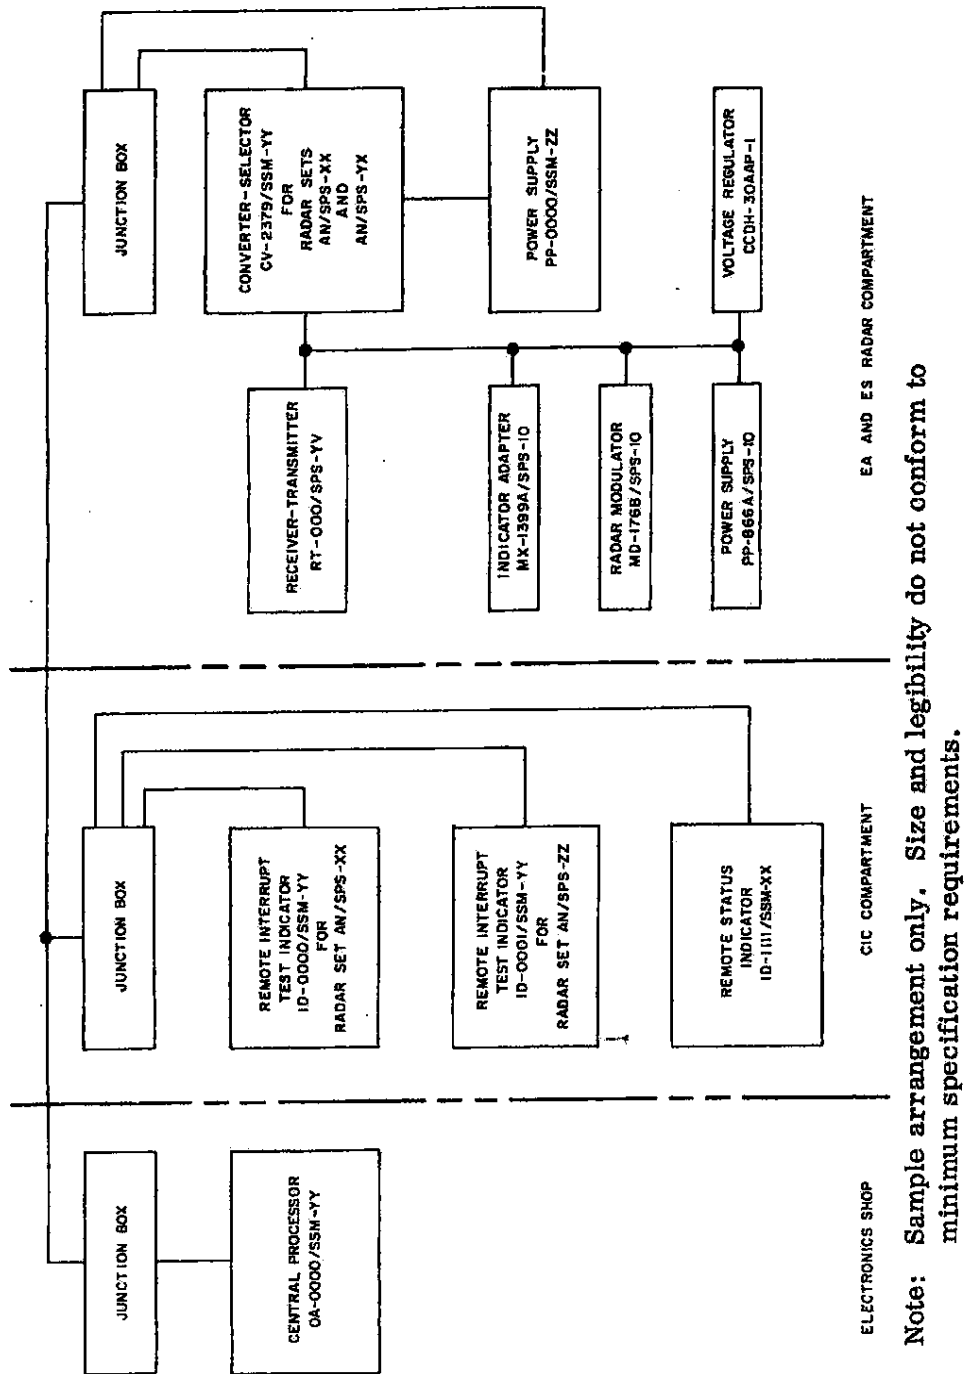 JUNCTION BOX
CENTRAL PROCESSOR
OA-0000/SSM-YY
ELECTRONICS SHOP
JUNCTION BOX
REMOTE INTERRUPT
TEST INDICATOR
ID-0000/SSM-YY
FOR
RADAR SET AN/SPS-XX
REMOTE INTERRUPT
TEST INDICATOR
ID-0001/SSM-YY
FOR
RADAR SET AN/SPS-ZZ
REMOTE STATUS
INDICATOR
ID-1111/SSM-XX
CIC COMPARTMENT
JUNCTION BOX
CONVERTER-SELECTOR
CV-2379/SSM-YY
FOR
RADAR SETS
AN/SPS-XX
AND
AN/SPS-YX
POWER SUPPLY
PP-0000/SSM-ZZ
VOLTAGE REGULATOR
CCDH-30AAP-1
RECEIVER-TRANSMITTER
RT-000/SPS-YV
INDICATOR ADAPTER
MX-1399A/SPS-10
RADAR MODULATOR
MD-176B/SPS-10
POWER SUPPLY
PP-866A/SPS-10
EA AND ES RADAR COMPARTMENT
Note: Sample arrangement only. Size and legibility do not conform to
minimum specification requirements.